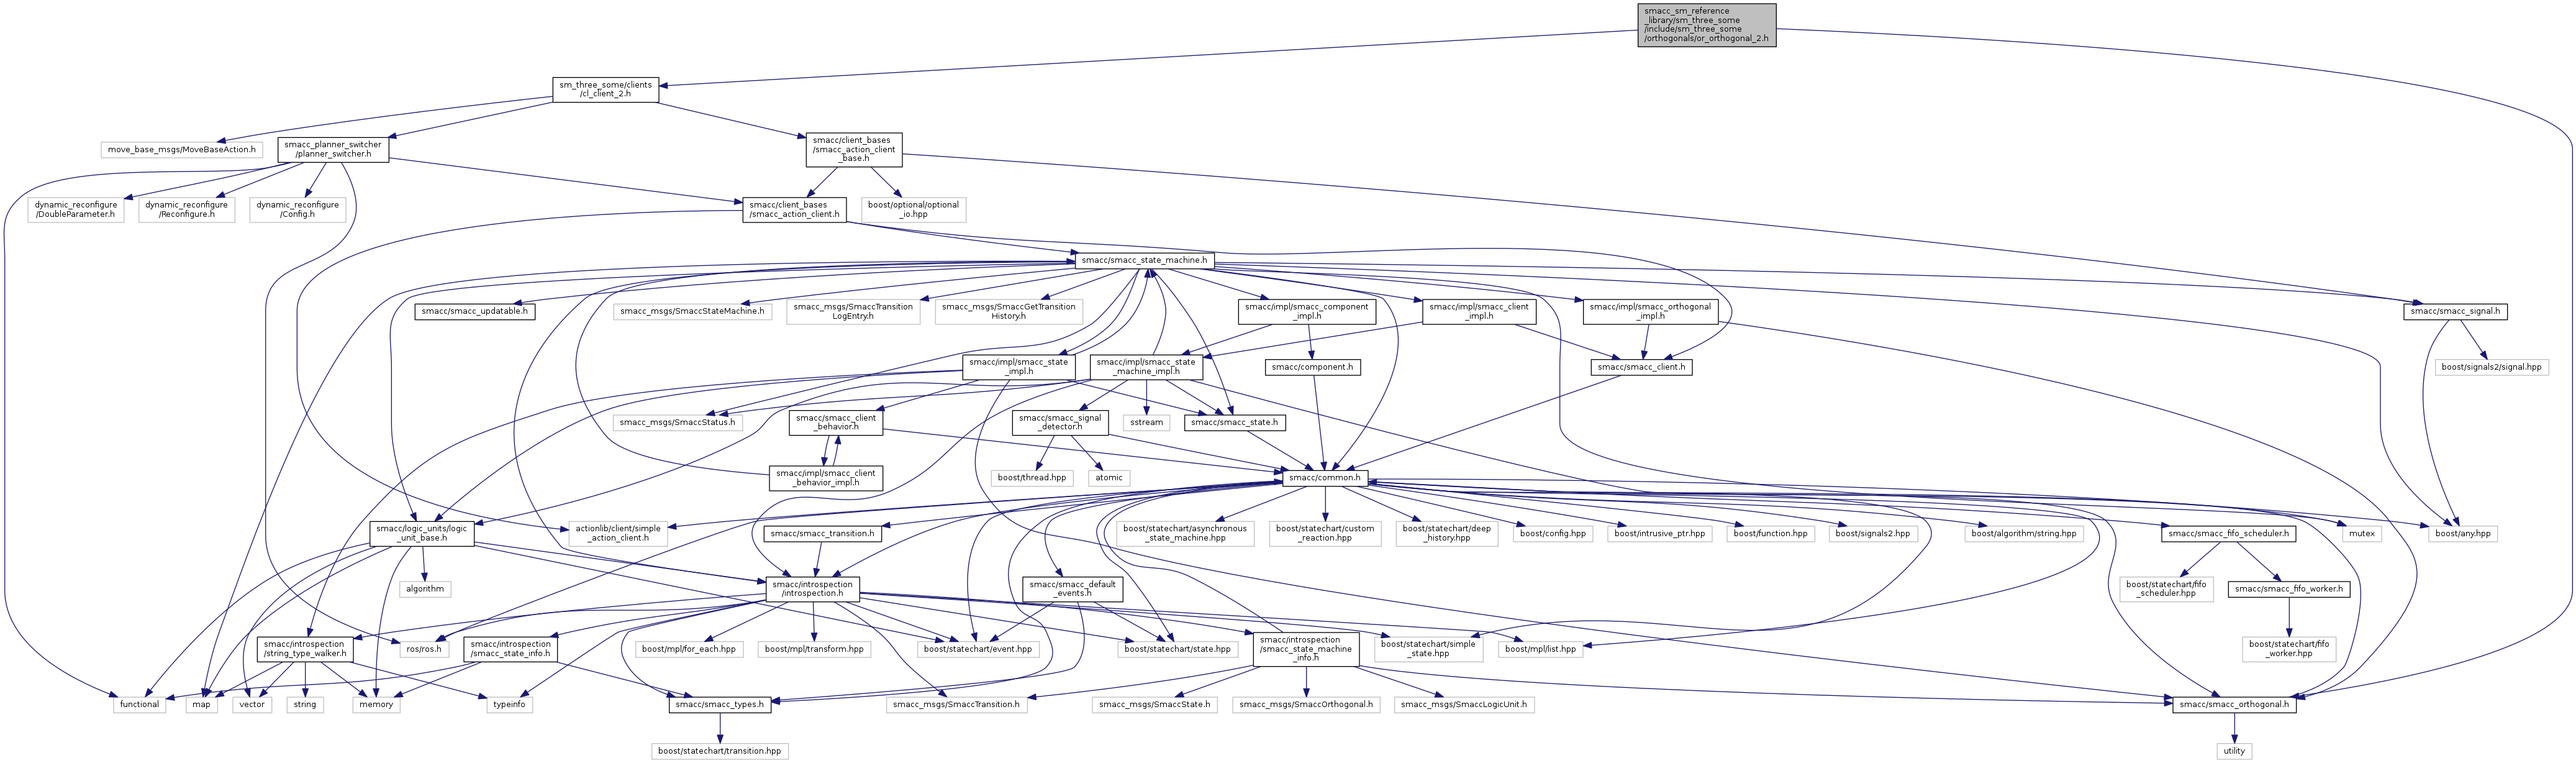 smacc_sm_reference
_library/sm_three_some
/include/sm_three_some
/orthogonals/or_orthogonal_2.h
sm_three_some/clients
/cl_client_2.h
move_base_msgs/MoveBaseAction.h
smacc_planner_switcher
/planner_switcher.h
smacc/client_bases
/smacc_action_client
_base.h
dynamic_reconfigure
/DoubleParameter.h
dynamic_reconfigure
/Reconfigure.h
dynamic_reconfigure
/Config.h
smacc/client_bases
/smacc_action_client.h
boost/optional/optional
_io.hpp
smacc/smacc_state_machine.h
smacc/smacc_updatable.h
smacc_msgs/SmaccStateMachine.h
smacc_msgs/SmaccTransition
LogEntry.h
smacc_msgs/SmaccGetTransition
History.h
smacc/impl/smacc_component
_impl.h
smacc/impl/smacc_client
_impl.h
smacc/impl/smacc_orthogonal
_impl.h
smacc/smacc_signal.h
smacc/impl/smacc_state
_impl.h
smacc/impl/smacc_state
_machine_impl.h
smacc/component.h
smacc/smacc_client.h
boost/signals2/signal.hpp
smacc_msgs/SmaccStatus.h
smacc/smacc_client
_behavior.h
smacc/smacc_signal
_detector.h
sstream
smacc/smacc_state.h
smacc/impl/smacc_client
_behavior_impl.h
boost/thread.hpp
atomic
smacc/common.h
smacc/logic_units/logic
_unit_base.h
actionlib/client/simple
_action_client.h
smacc/smacc_transition.h
boost/statechart/asynchronous
_state_machine.hpp
boost/statechart/custom
_reaction.hpp
boost/statechart/deep
_history.hpp
boost/config.hpp
boost/intrusive_ptr.hpp
boost/function.hpp
boost/signals2.hpp
boost/algorithm/string.hpp
smacc/smacc_fifo_scheduler.h
mutex
boost/any.hpp
algorithm
smacc/introspection
/introspection.h
smacc/smacc_default
_events.h
boost/statechart/fifo
_scheduler.hpp
smacc/smacc_fifo_worker.h
smacc/introspection
/string_type_walker.h
ros/ros.h
smacc/introspection
/smacc_state_info.h
boost/mpl/for_each.hpp
boost/mpl/transform.hpp
boost/statechart/event.hpp
boost/statechart/state.hpp
smacc/introspection
/smacc_state_machine
_info.h
boost/statechart/simple
_state.hpp
boost/mpl/list.hpp
boost/statechart/fifo
_worker.hpp
functional
map
vector
string
memory
typeinfo
smacc/smacc_types.h
smacc_msgs/SmaccTransition.h
smacc_msgs/SmaccState.h
smacc_msgs/SmaccOrthogonal.h
smacc_msgs/SmaccLogicUnit.h
smacc/smacc_orthogonal.h
boost/statechart/transition.hpp
utility